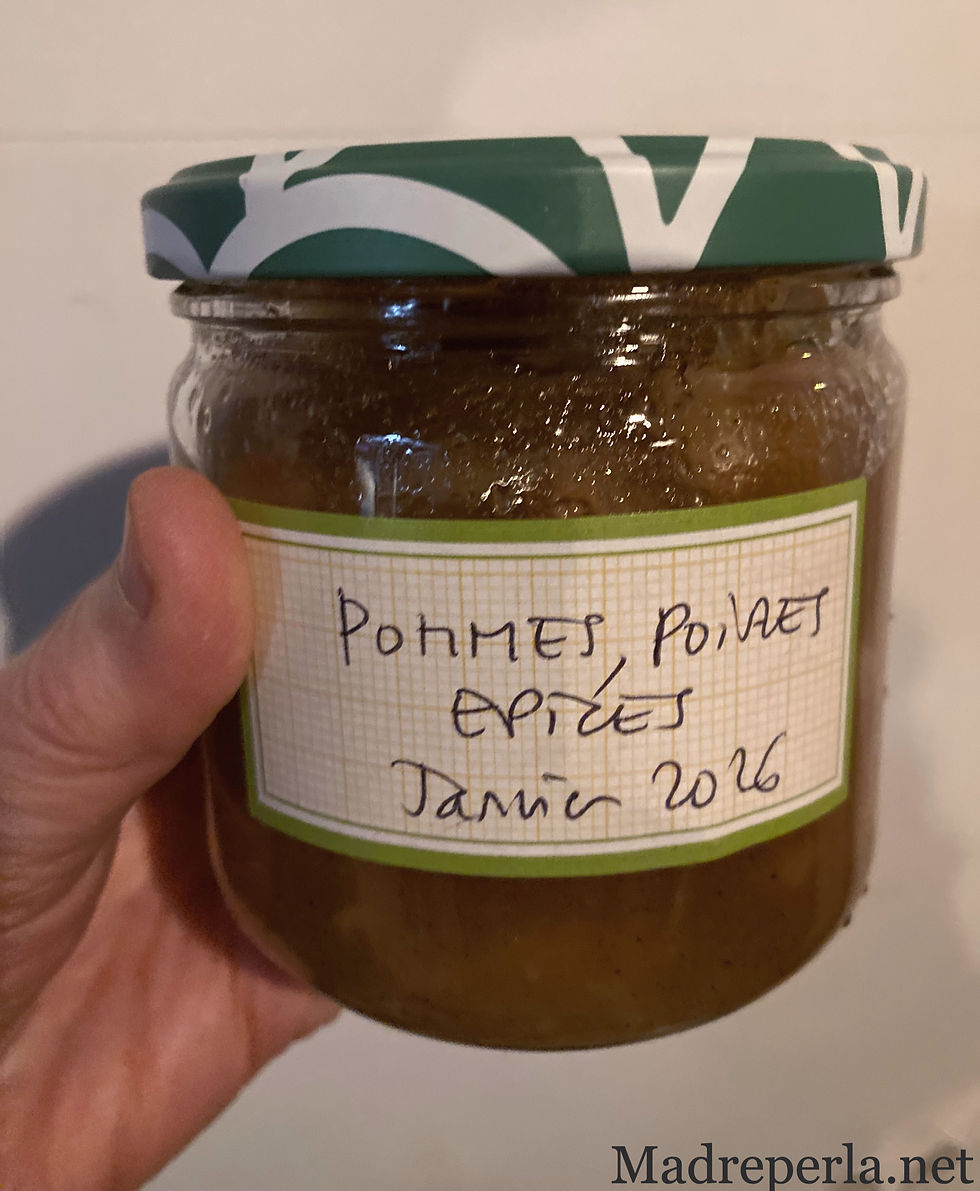 POMMES, POIRES
EPICES
Janvier 2026
Madreperla.net